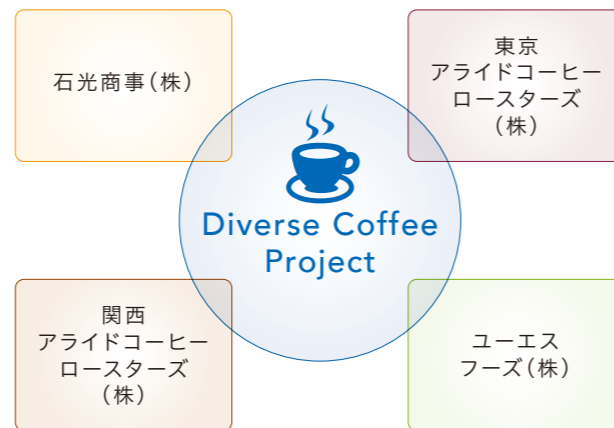 石光商事(株)
東京
アライドコーヒー
ロースターズ
(株)
Diverse Coffee
Project
関西
アライドコーヒー
ロースターズ
(株)
ユーエス
フーズ(株)